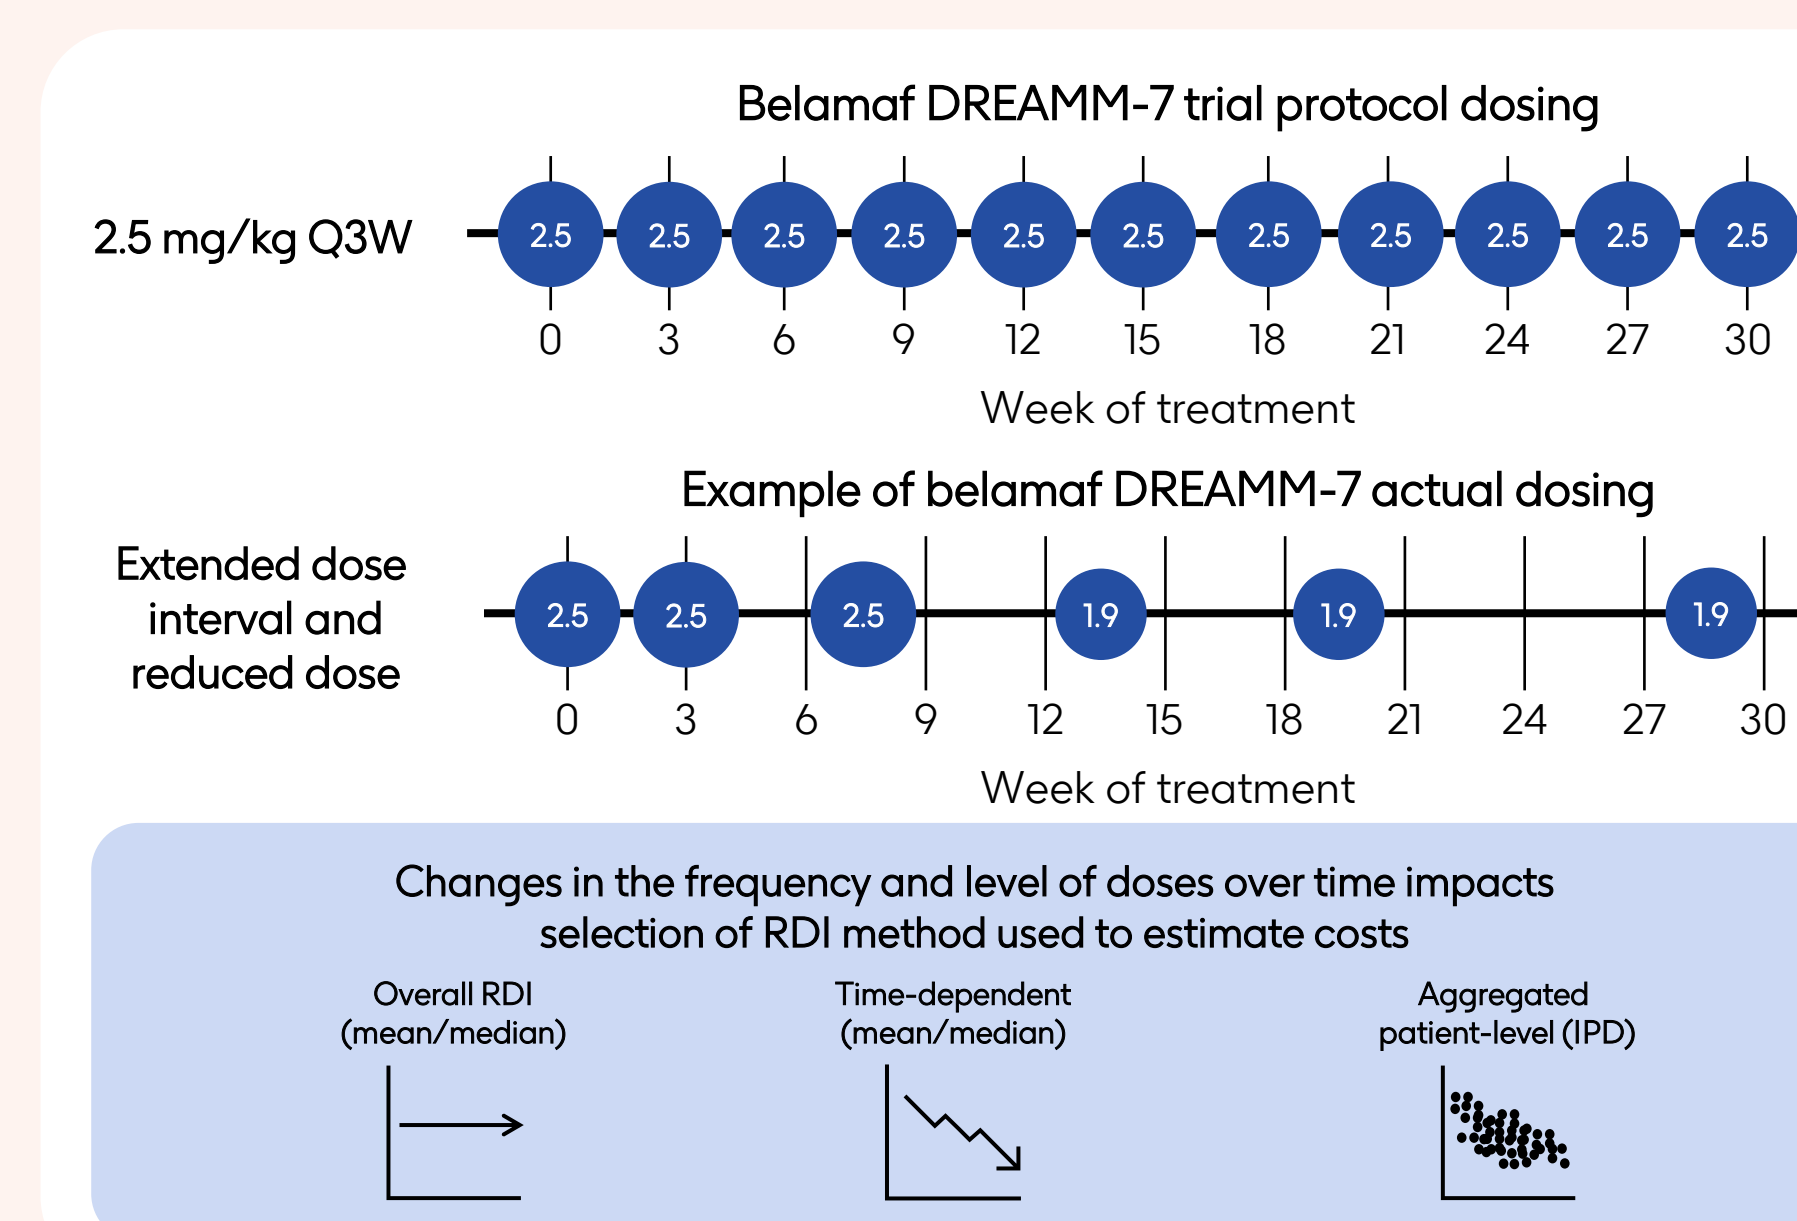 Belamaf DREAMM-7 trial protocol dosing
2.5 mg/kg Q3W
2.5 2.5 2.5 2.5 2.5 2.5 2.5 2.5 2.5 2.5 2.5
0 3 6 9 12 15 18 21 24 27 30
Week of treatment
Example of belamaf DREAMM-7 actual dosing
Extended dose
interval and
reduced dose
2.5 2.5 2.5 1.9 1.9 1.9
0 3 6 9 12 15 18 21 24 27 30
Week of treatment
Changes in the frequency and level of doses over time impacts
selection of RDI method used to estimate costs
Overall RDI
(mean/median)
Time-dependent
(mean/median)
Aggregated
patient-level (IPD)